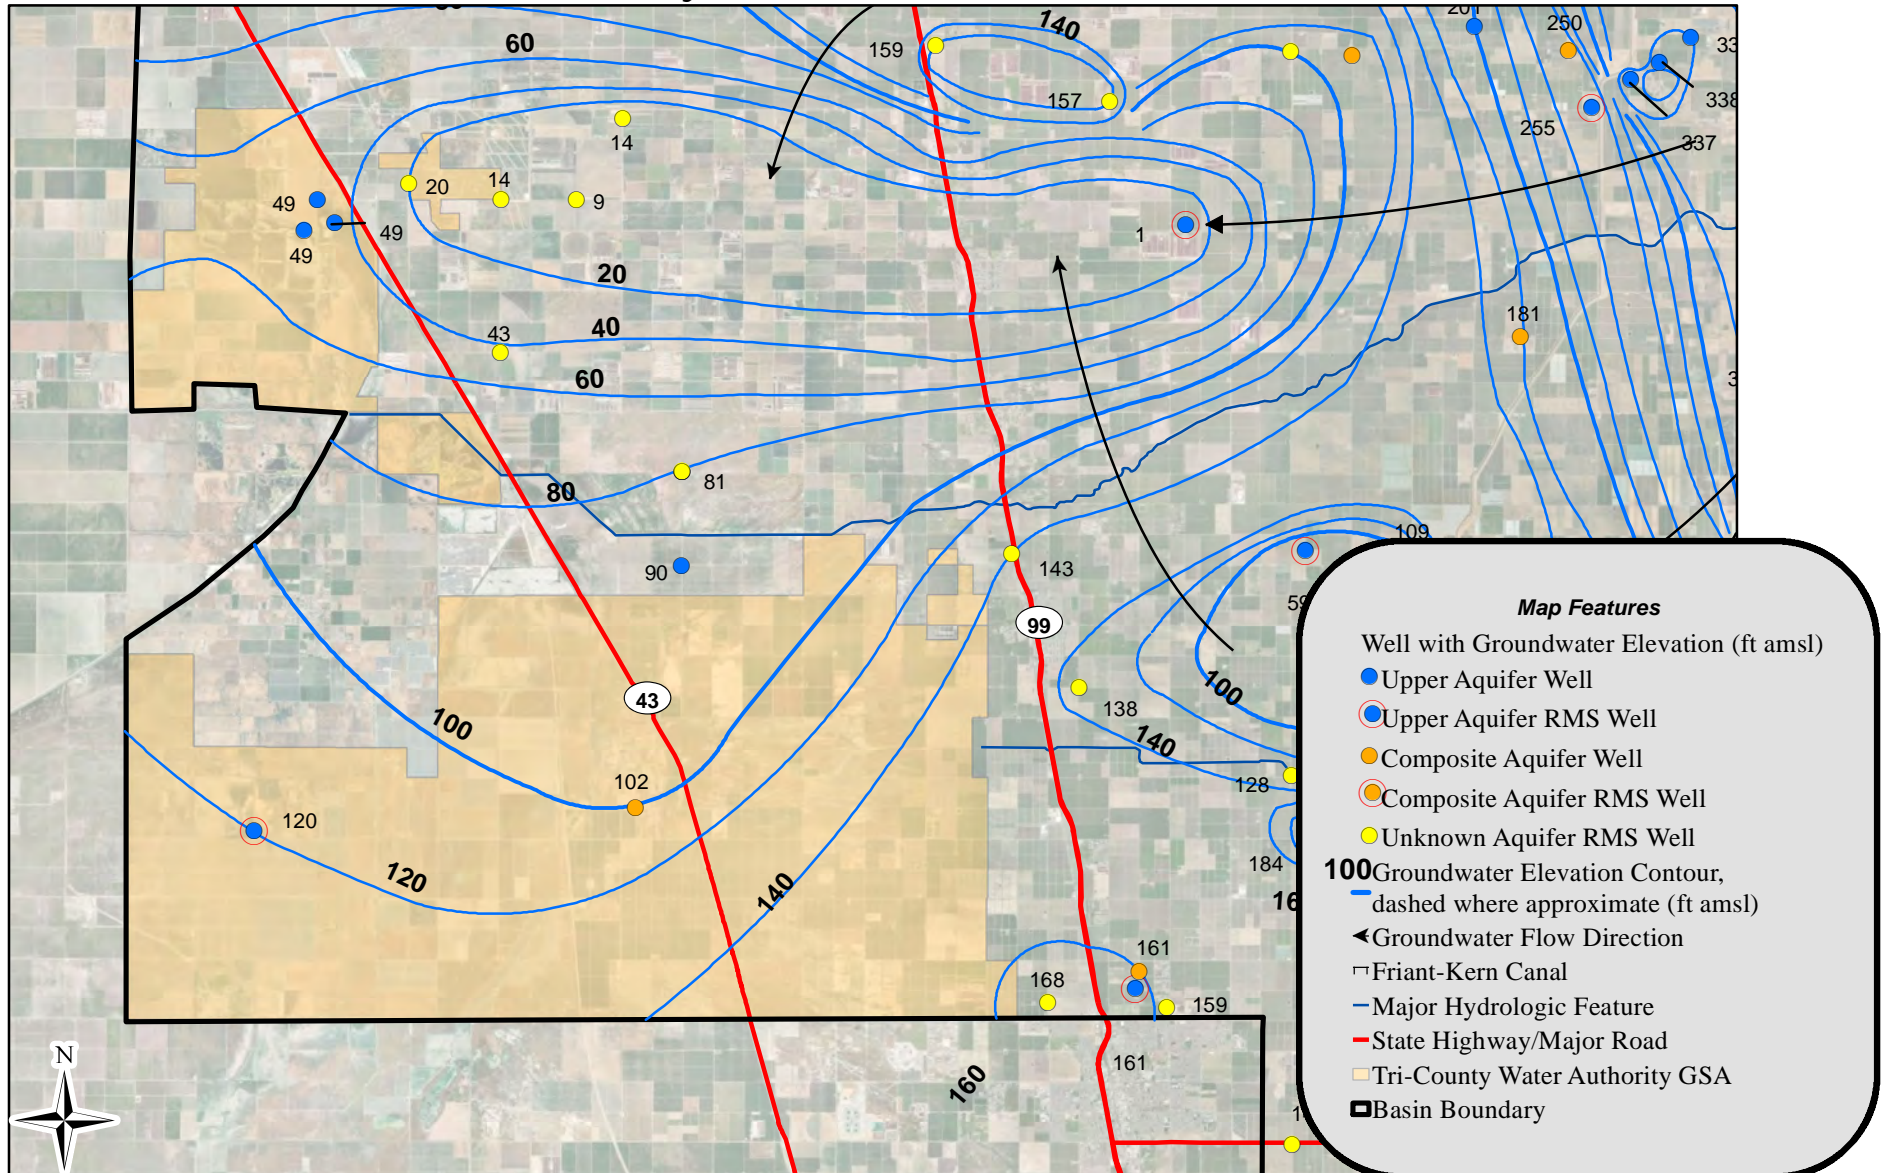 60
140
159
157
250
255
338
337
14
20
14
9
49
49
49
1
20
40
43
60
181
80
81
90
143
109
99
43
138
100
100
140
128
102
120
120
140
184
168
161
159
161
160
N
Map Features
Well with Groundwater Elevation (ft amsl)
Upper Aquifer Well
Upper Aquifer RMS Well
Composite Aquifer Well
Composite Aquifer RMS Well
Unknown Aquifer RMS Well
100 Groundwater Elevation Contour,
dashed where approximate (ft amsl)
Groundwater Flow Direction
Friant-Kern Canal
Major Hydrologic Feature
State Highway/Major Road
Tri-County Water Authority GSA
Basin Boundary